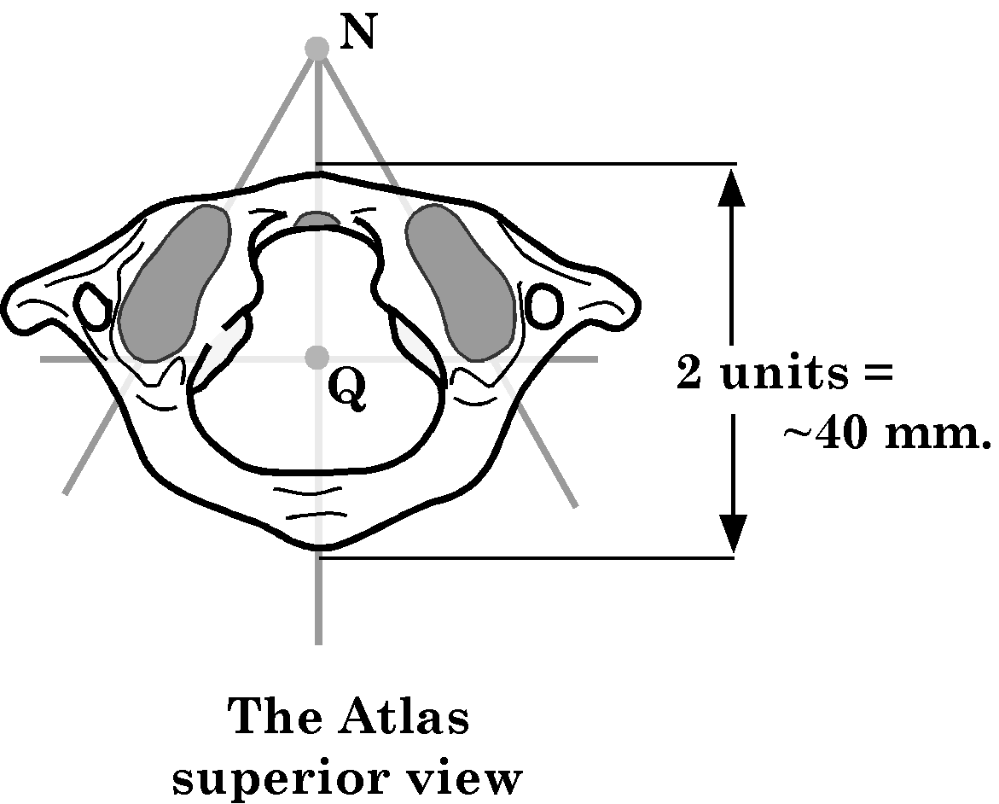 N
2 units =
Q
~40 mm.
The Atlas
superior view